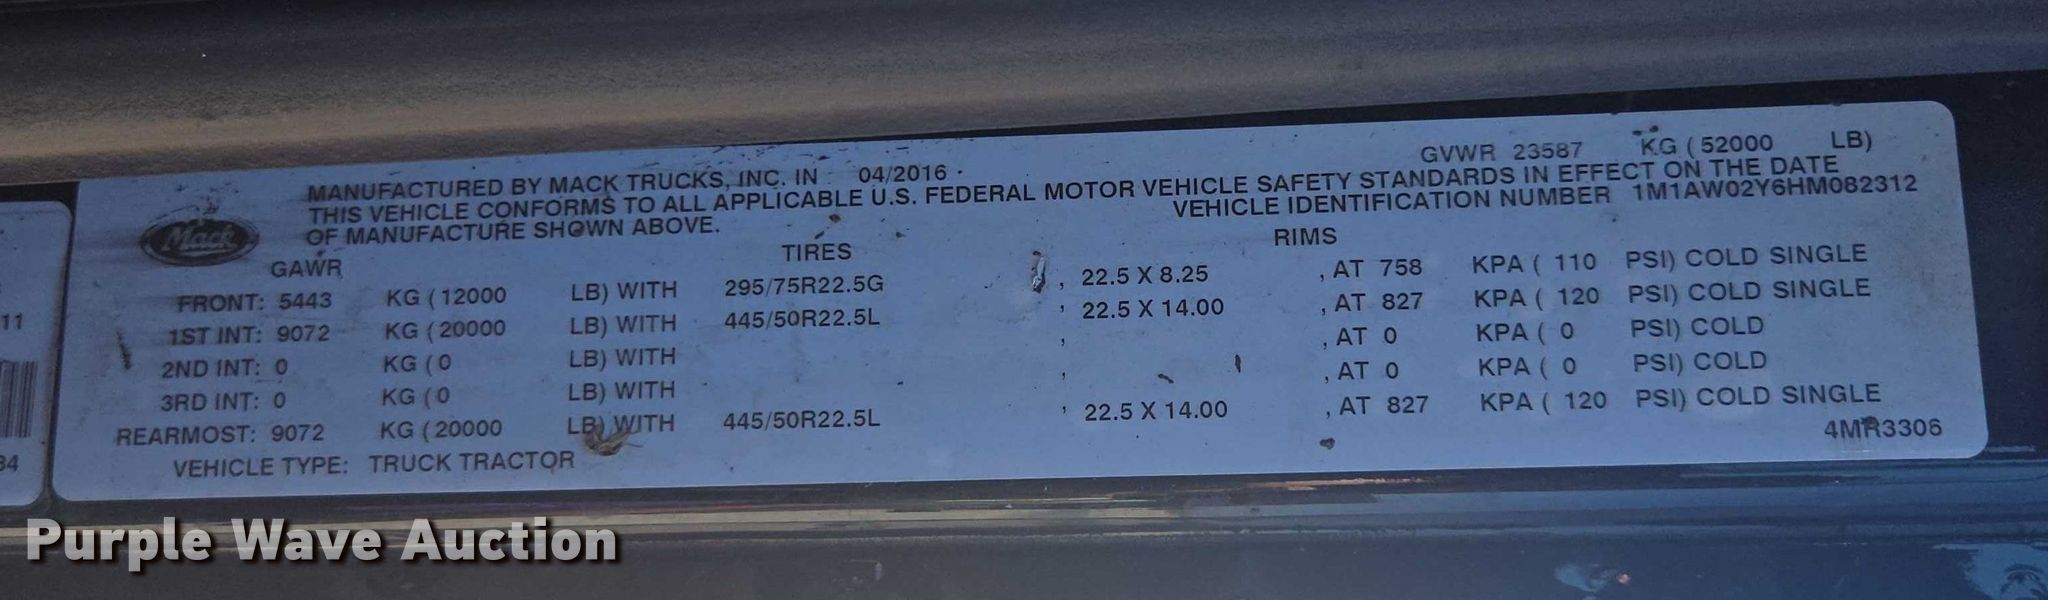 GVWR 23587 KG ( 52000 LB)
MANUFACTURED BY MACK TRUCKS, INC. IN 04/2016
THIS VEHICLE CONFORMS TO ALL APPLICABLE U.S. FEDERAL MOTOR VEHICLE SAFETY STANDARDS IN EFFECT ON THE DATE
OF MANUFACTURE SHOWN ABOVE. VEHICLE IDENTIFICATION NUMBER 1M1AW02Y6HM082312
Mack
GAWR TIRES RIMS
FRONT: 5443 KG ( 12000 LB) WITH 295/75R22.5G , 22.5 X 8.25 , AT 758 KPA ( 110 PSI) COLD SINGLE
1ST INT: 9072 KG ( 20000 LB) WITH 445/50R22.5L , 22.5 X 14.00 , AT 827 KPA ( 120 PSI) COLD SINGLE
2ND INT: 0 KG ( 0 LB) WITH , , AT 0 KPA ( 0 PSI) COLD
3RD INT: 0 KG ( 0 LB) WITH , , AT 0 KPA ( 0 PSI) COLD
REARMOST: 9072 KG ( 20000 LB) WITH 445/50R22.5L , 22.5 X 14.00 , AT 827 KPA ( 120 PSI) COLD SINGLE
VEHICLE TYPE: TRUCK TRACTOR 4MR3306
11
34
Purple Wave Auction